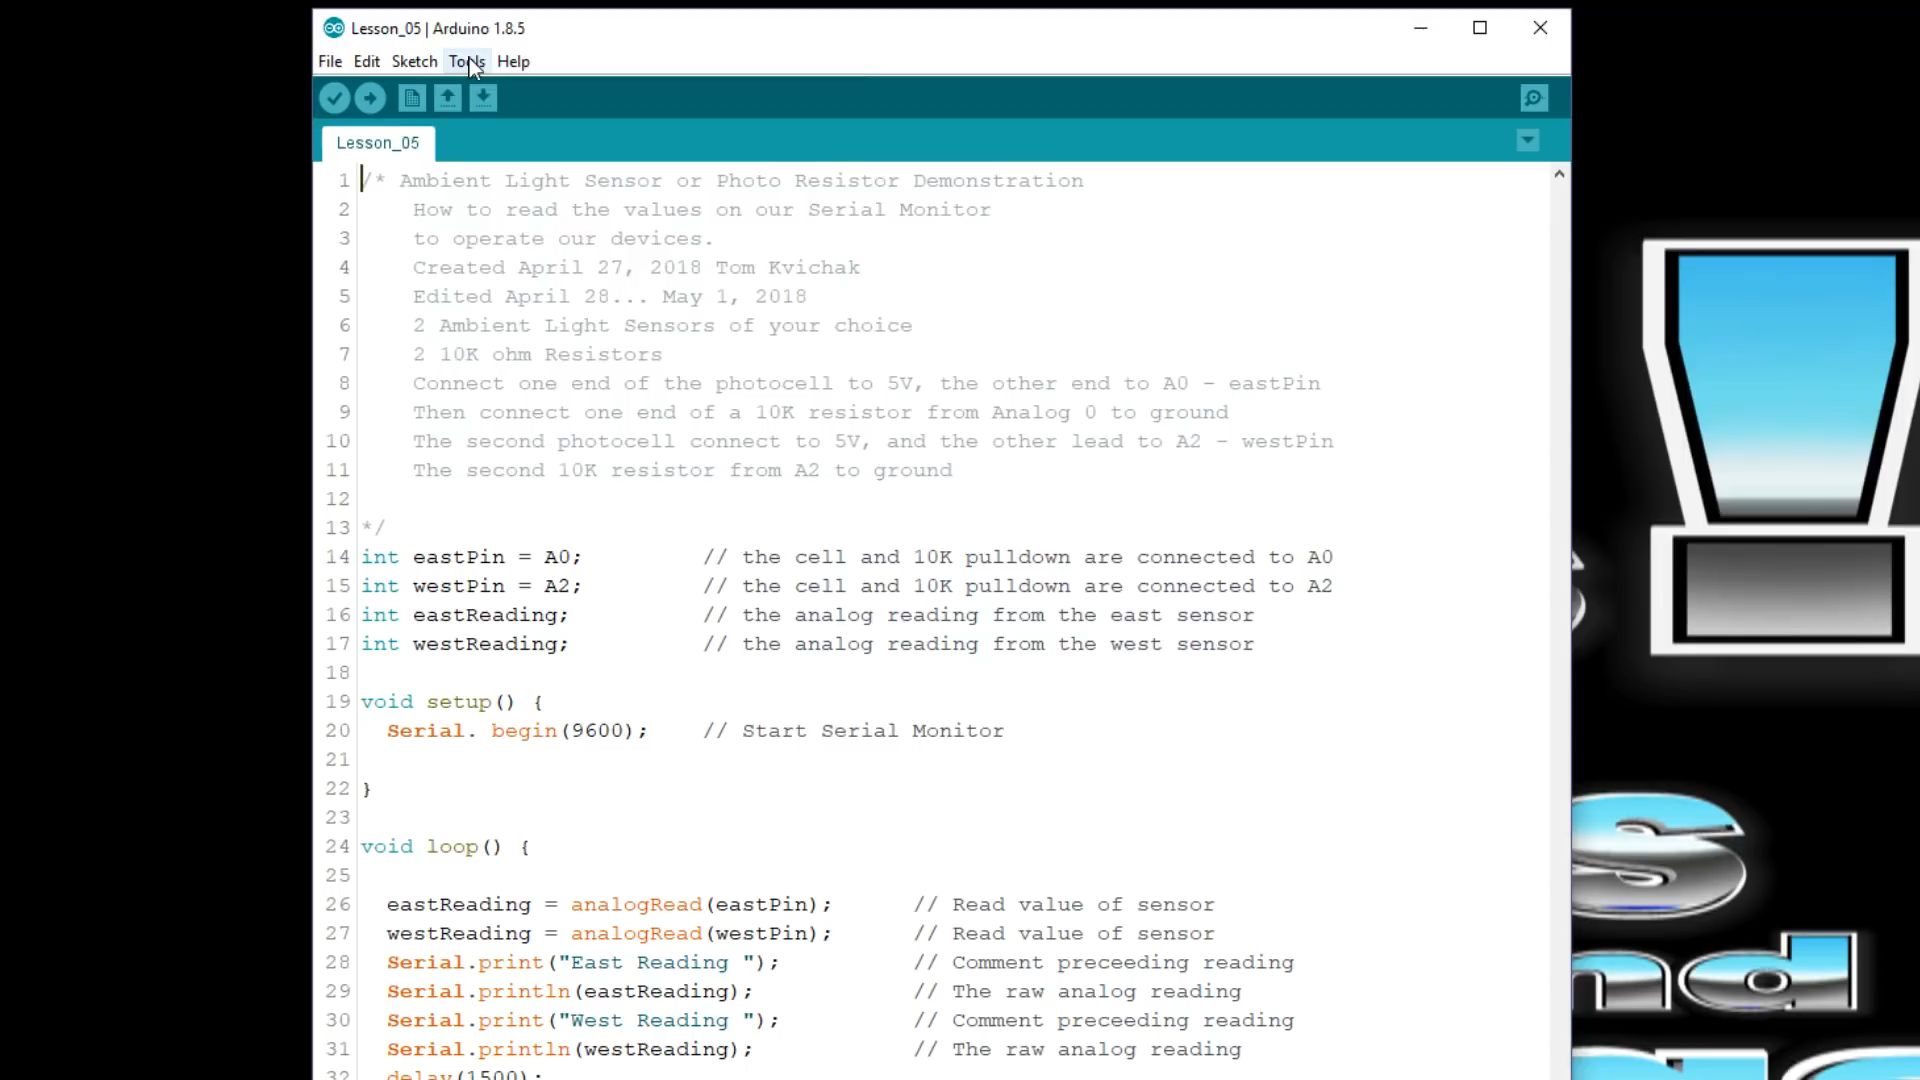 Lesson_05 | Arduino 1.8.5
File Edit Sketch Tools Help
Lesson_05
1 /* Ambient Light Sensor or Photo Resistor Demonstration
2 How to read the values on our Serial Monitor
3 to operate our devices.
4 Created April 27, 2018 Tom Kvichak
5 Edited April 28... May 1, 2018
6 2 Ambient Light Sensors of your choice
7 2 10K ohm Resistors
8 Connect one end of the photocell to 5V, the other end to A0 - eastPin
9 Then connect one end of a 10K resistor from Analog 0 to ground
10 The second photocell connect to 5V, and the other lead to A2 - westPin
11 The second 10K resistor from A2 to ground
12
13 */
14 int eastPin = A0; // the cell and 10K pulldown are connected to A0
15 int westPin = A2; // the cell and 10K pulldown are connected to A2
16 int eastReading; // the analog reading from the east sensor
17 int westReading; // the analog reading from the west sensor
18
19 void setup() {
20 Serial. begin(9600); // Start Serial Monitor
21
22 }
23
24 void loop() {
25
26 eastReading = analogRead(eastPin); // Read value of sensor
27 westReading = analogRead(westPin); // Read value of sensor
28 Serial.print("East Reading "); // Comment preceeding reading
29 Serial.println(eastReading); // The raw analog reading
30 Serial.print("West Reading "); // Comment preceeding reading
31 Serial.println(westReading); // The raw analog reading
32 delay(1500);
!
s
nd